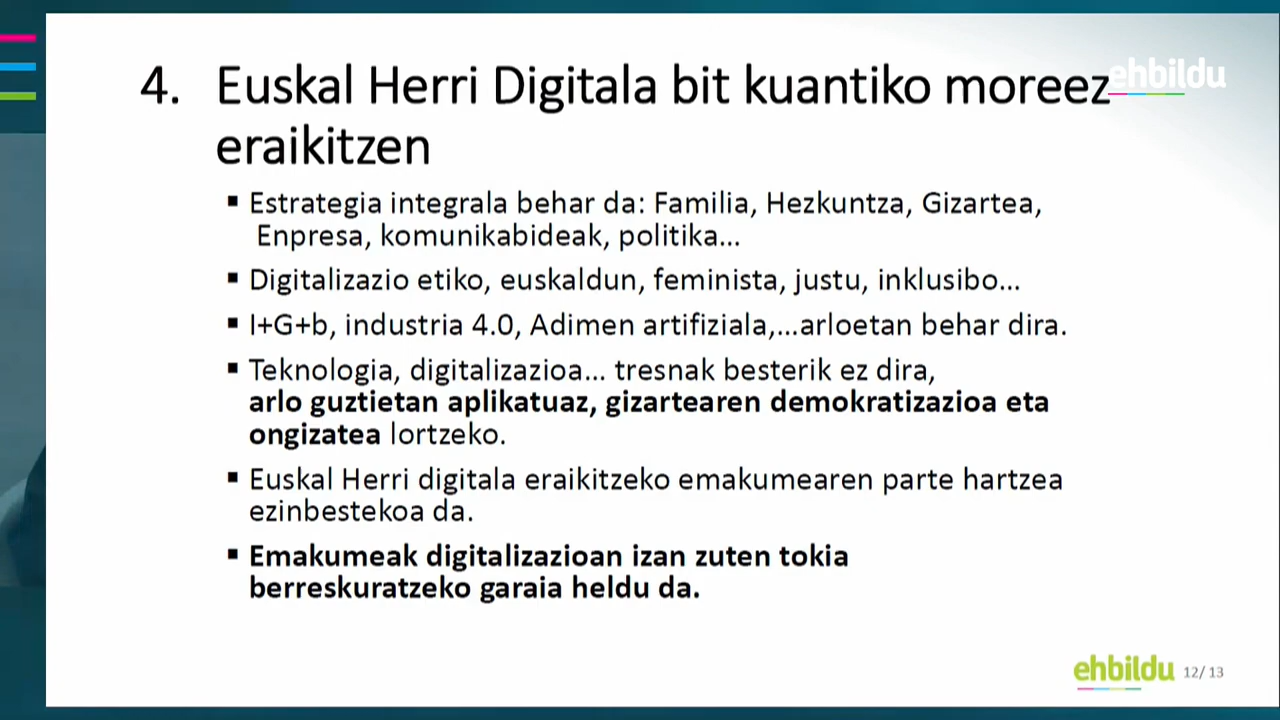 ehbildu
4. Euskal Herri Digitala bit kuantiko moreez
eraikitzen
▪ Estrategia integrala behar da: Familia, Hezkuntza, Gizartea,
Enpresa, komunikabideak, politika...
▪ Digitalizazio etiko, euskaldun, feminista, justu, inklusibo...
▪ I+G+b, industria 4.0, Adimen artifiziala,...arloetan behar dira.
▪ Teknologia, digitalizazioa... tresnak besterik ez dira,
arlo guztietan aplikatuaz, gizartearen demokratizazioa eta
ongizatea lortzeko.
▪ Euskal Herri digitala eraikitzeko emakumearen parte hartzea
ezinbestekoa da.
▪ Emakumeak digitalizazioan izan zuten tokia
berreskuratzeko garaia heldu da.
ehbildu 12/13